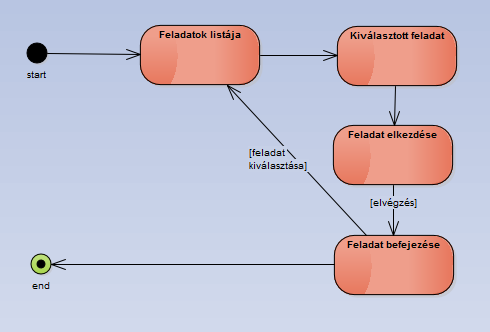 Feladatok listája
Kiválasztott feladat
start
Feladat elkezdése
[feladat
kiválasztása]
[elvégzés]
Feladat befejezése
end